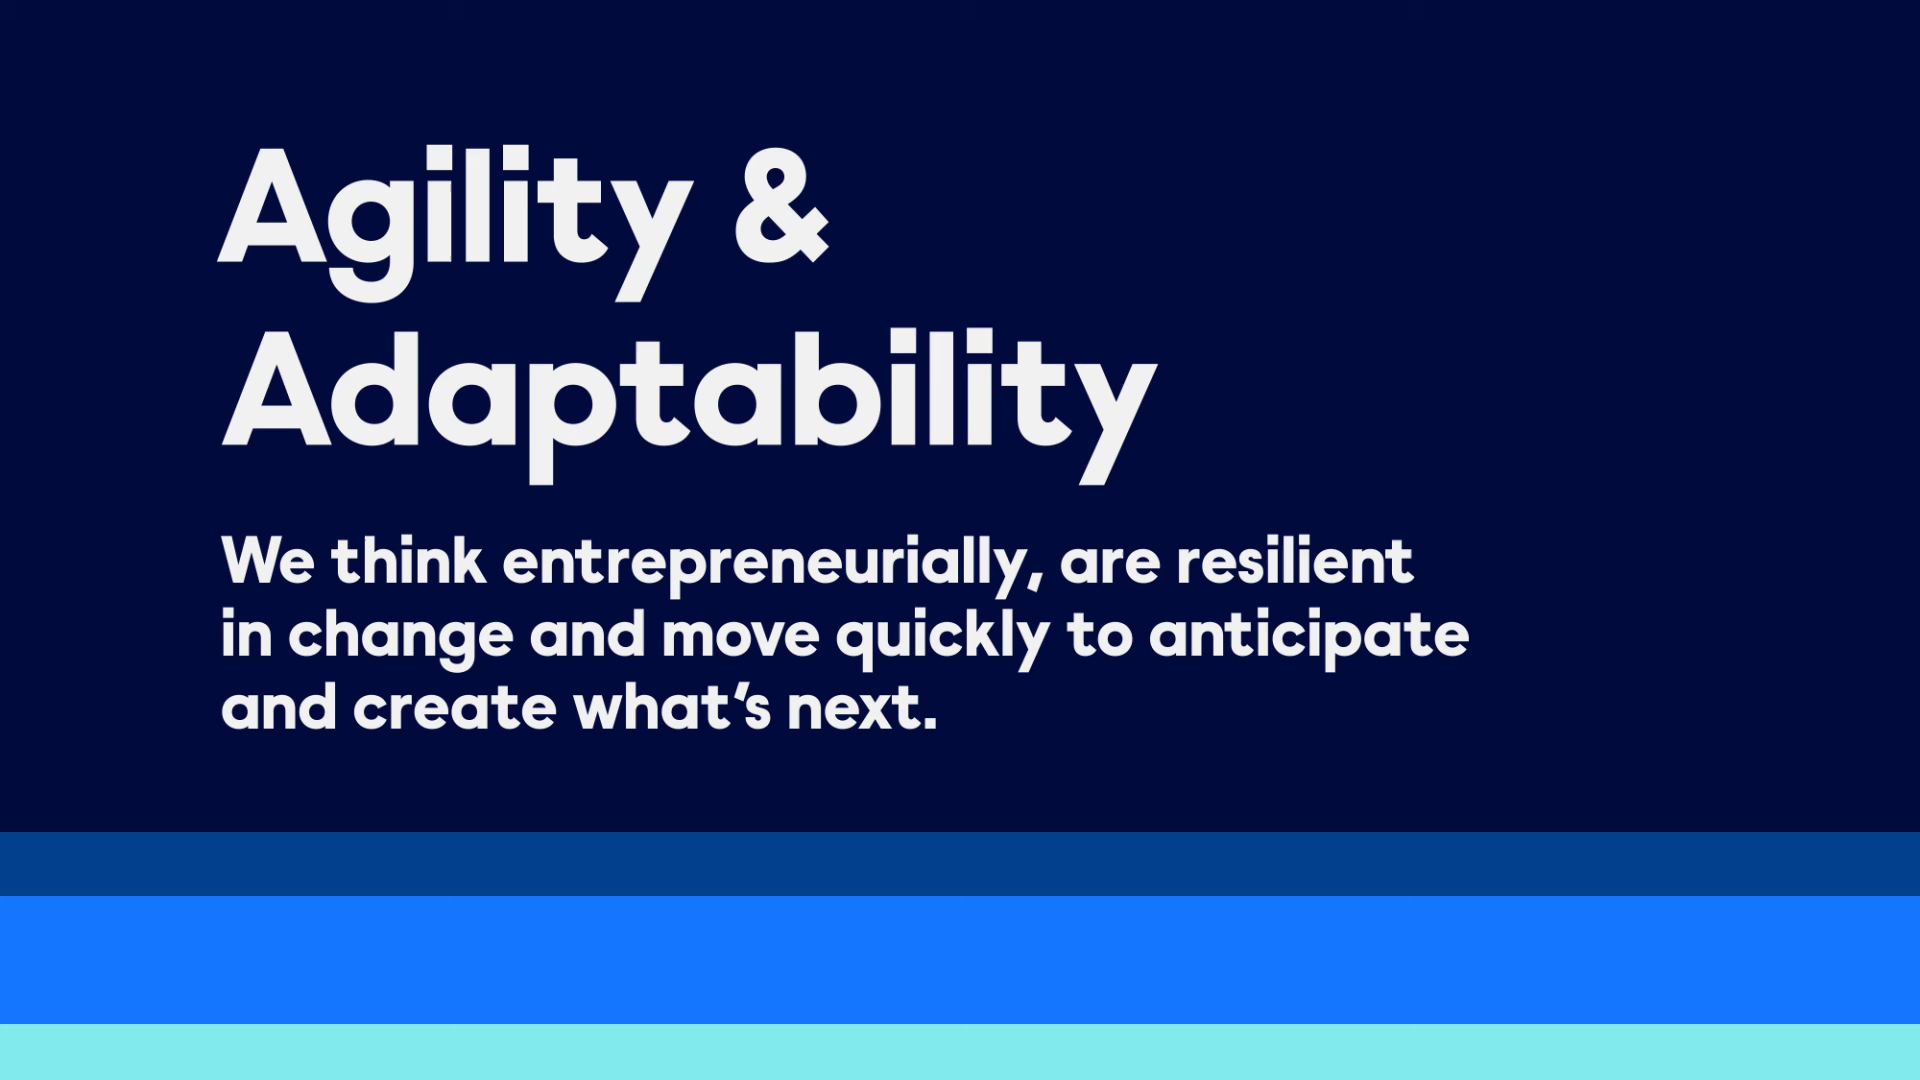 Agility &
Adaptability
We think entrepreneurially, are resilient
in change and move quickly to anticipate
and create what’s next.